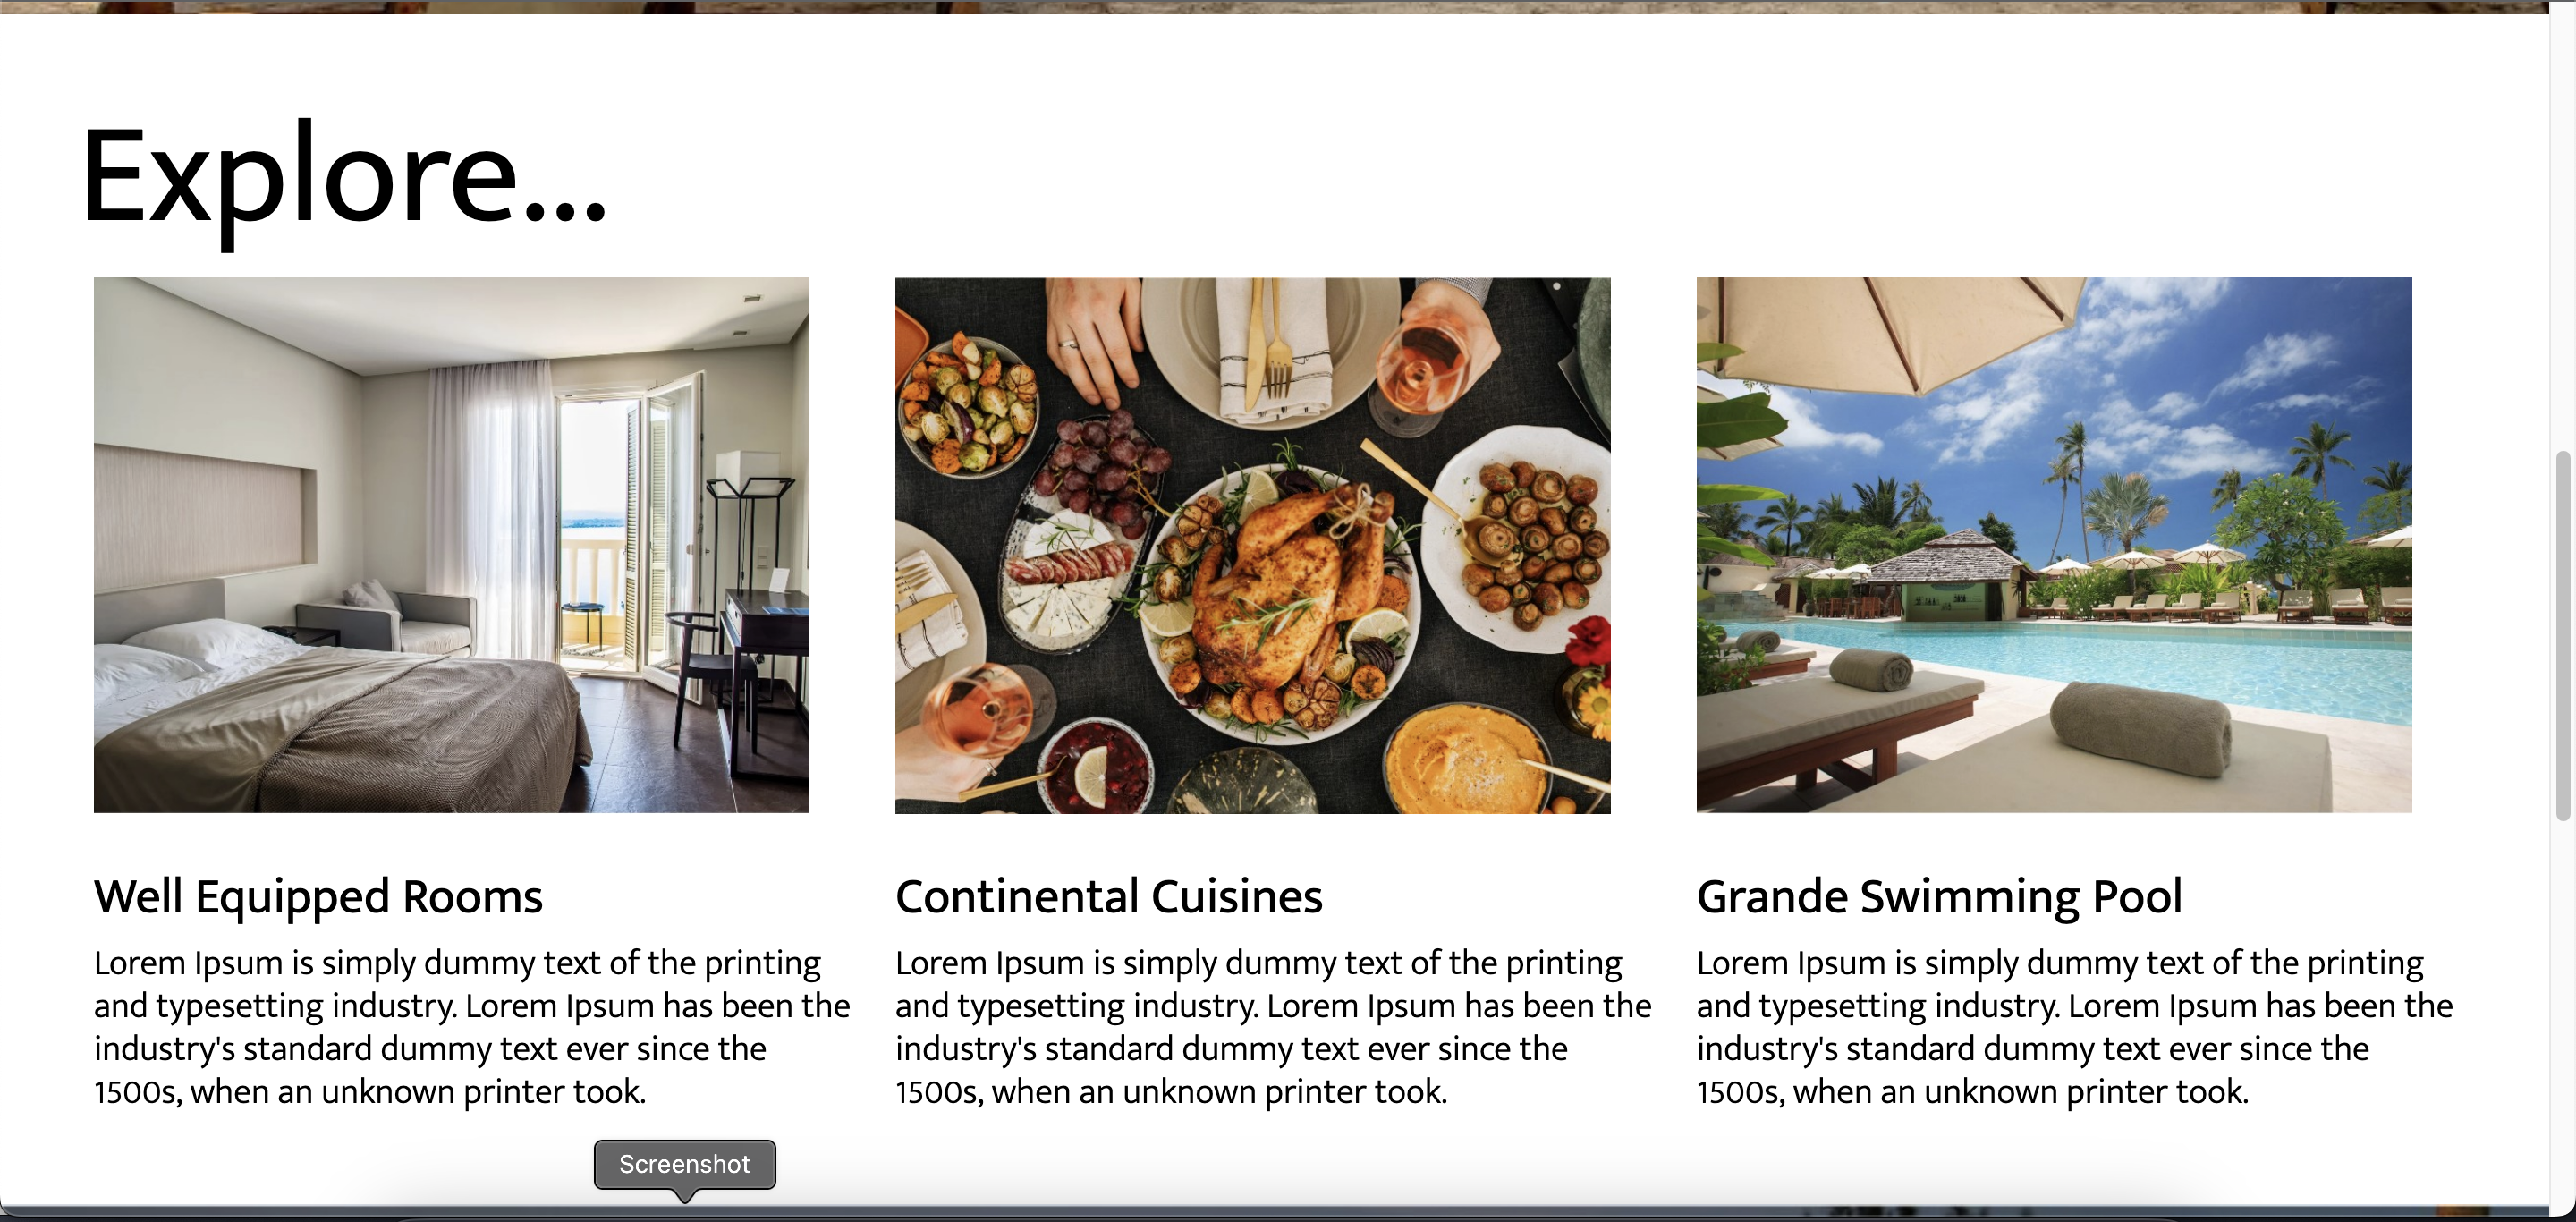 Explore...
Well Equipped Rooms
Lorem Ipsum is simply dummy text of the printing
and typesetting industry. Lorem Ipsum has been the
industry's standard dummy text ever since the
1500s, when an unknown printer took.
Continental Cuisines
Lorem Ipsum is simply dummy text of the printing
and typesetting industry. Lorem Ipsum has been the
industry's standard dummy text ever since the
1500s, when an unknown printer took.
Grande Swimming Pool
Lorem Ipsum is simply dummy text of the printing
and typesetting industry. Lorem Ipsum has been the
industry's standard dummy text ever since the
1500s, when an unknown printer took.
Screenshot